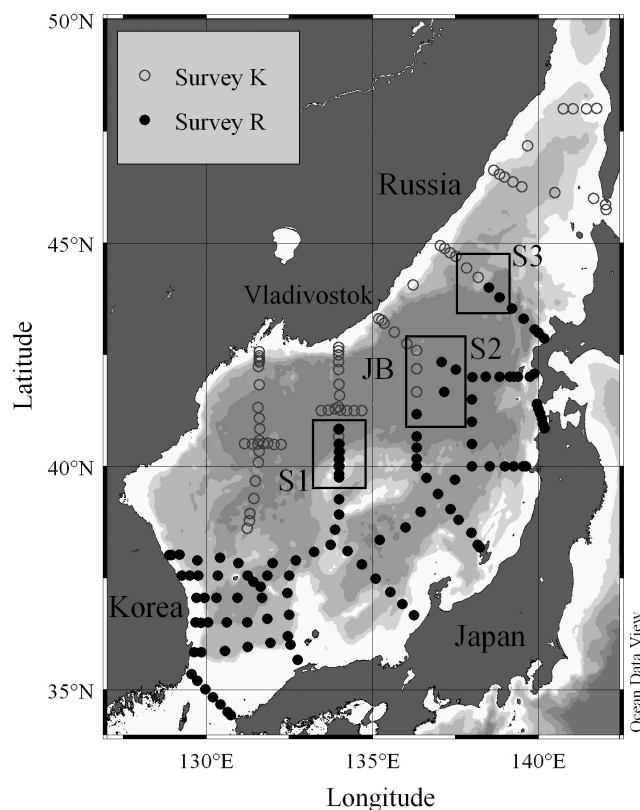 50°N
Survey K
Survey R
Russia
45°N
S3
Vladivostok
JB
S2
Latitude
40°N
S1
Korea
Japan
35°N
130°E
135°E
140°E
Longitude
Ocean Data View